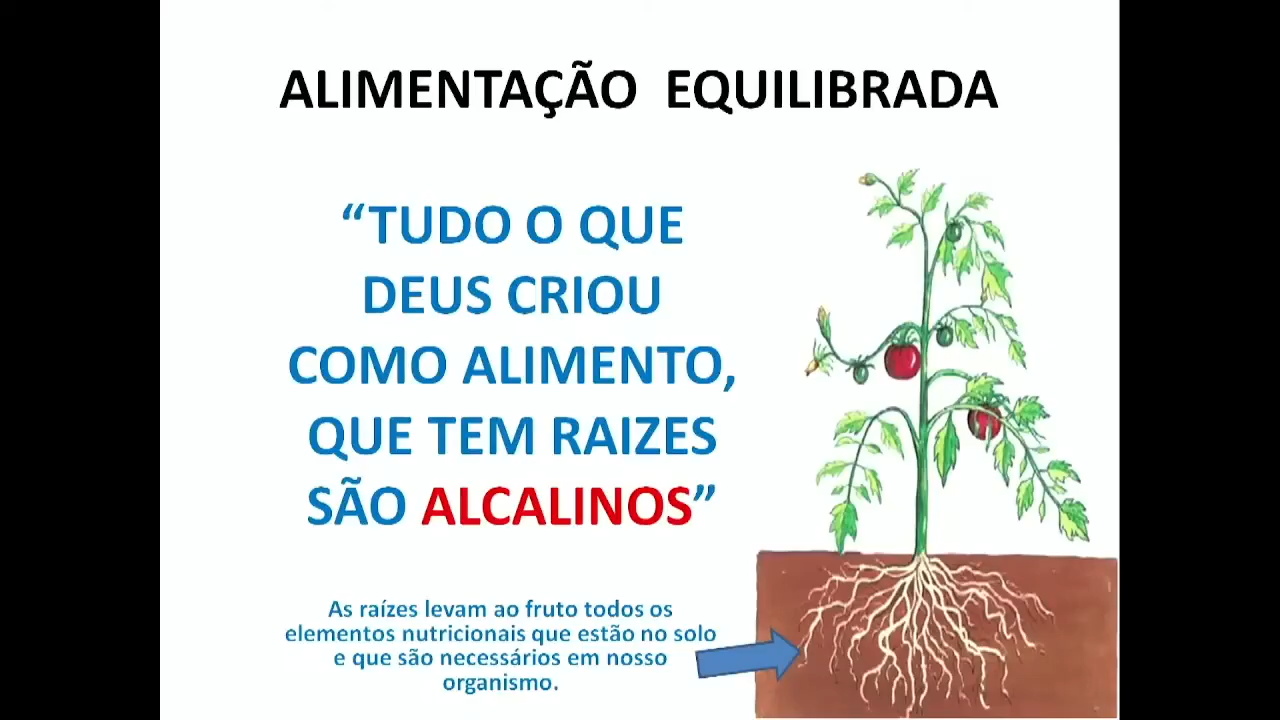 ALIMENTAÇÃO EQUILIBRADA
“TUDO O QUE
DEUS CRIOU
COMO ALIMENTO,
QUE TEM RAIZES
SÃO ALCALINOS”
As raízes levam ao fruto todos os
elementos nutricionais que estão no solo
e que são necessários em nosso
organismo.